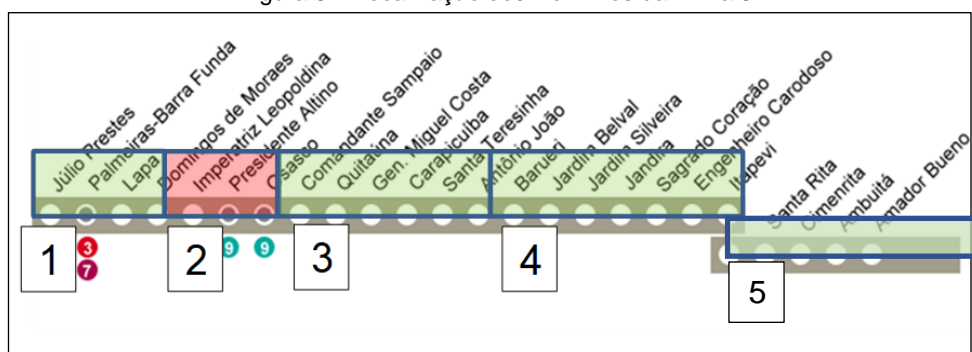 Júlio Prestes
Palmeiras-Barra Funda
Lapa
Domingos de Moraes
Imperatriz Leopoldina
Presidente Altino
Osasco
Comandante Sampaio
Quitaúna
Gen. Miguel Costa
Carapicuíba
Santa Teresinha
Antônio João
Barueri
Jardim Belval
Jardim Silveira
Jandira
Sagrado Coração
Engenheiro Carodoso
Itapevi
Santa Rita
Cimenrita
Ambuitá
Amador Bueno
1
3
7
2
9
9
3
4
5